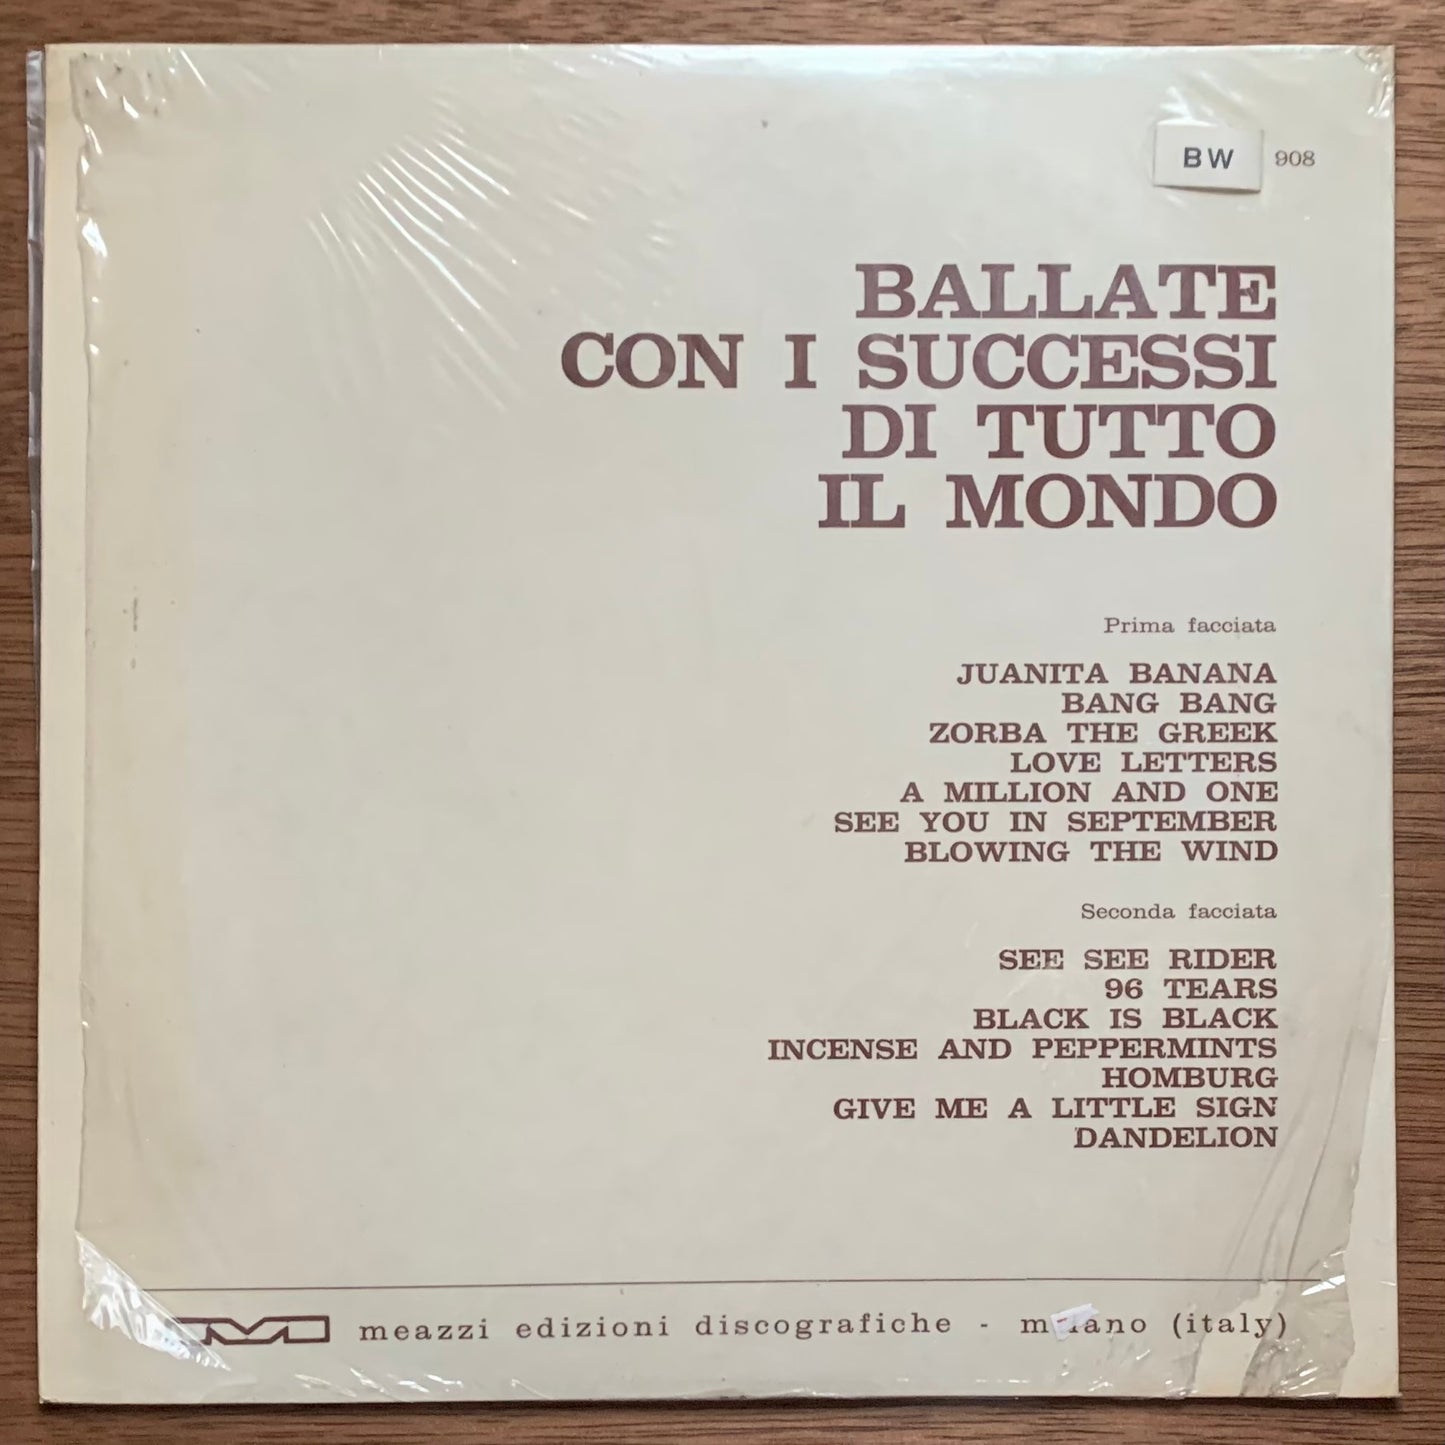 BW 908
BALLATE
CON I SUCCESSI
DI TUTTO
IL MONDO
Prima facciata
JUANITA BANANA
BANG BANG
ZORBA THE GREEK
LOVE LETTERS
A MILLION AND ONE
SEE YOU IN SEPTEMBER
BLOWING THE WIND
Seconda facciata
SEE SEE RIDER
96 TEARS
BLACK IS BLACK
INCENSE AND PEPPERMINTS
HOMBURG
GIVE ME A LITTLE SIGN
DANDELION
meazzi edizioni discografiche - milano (italy)